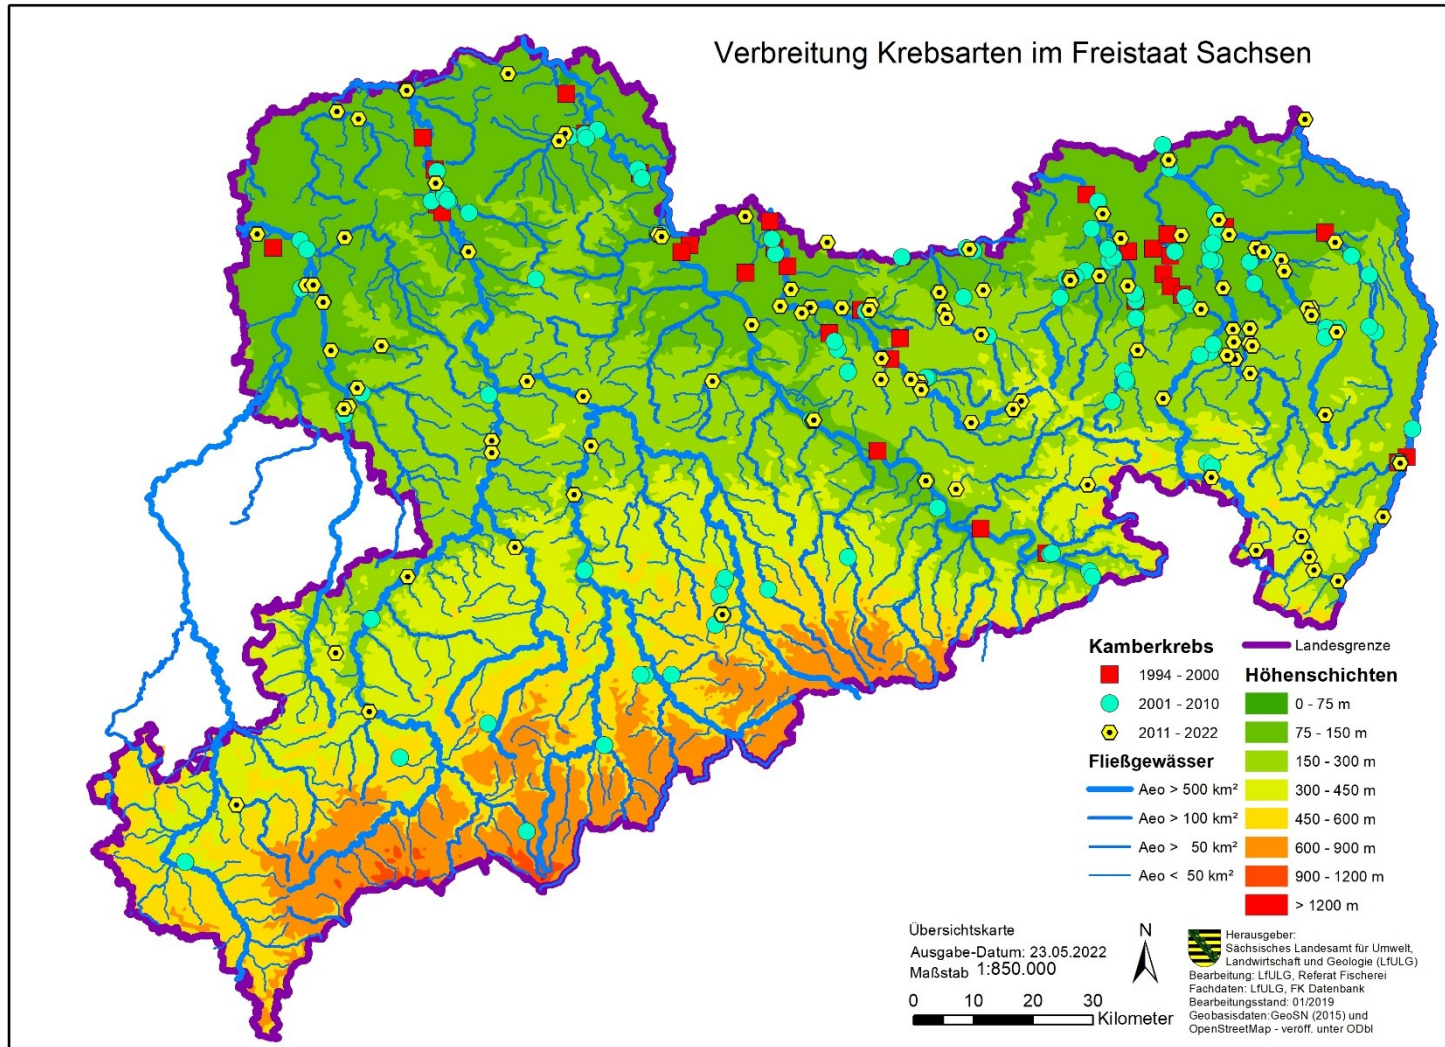 Verbreitung Krebsarten im Freistaat Sachsen
Kamberkrebs
1994 - 2000
2001 - 2010
2011 - 2022
Fließgewässer
Aeo > 500 km²
Aeo > 100 km²
Aeo > 50 km²
Aeo < 50 km²
Landesgrenze
Höhenschichten
0 - 75 m
75 - 150 m
150 - 300 m
300 - 450 m
450 - 600 m
600 - 900 m
900 - 1200 m
> 1200 m
Übersichtskarte
Ausgabe-Datum: 23.05.2022
Maßstab 1:850.000
0 10 20 30
Kilometer
N
Herausgeber:
Sächsisches Landesamt für Umwelt,
Landwirtschaft und Geologie (LfULG)
Bearbeitung: LfULG, Referat Fischerei
Fachdaten: LfULG, FK Datenbank
Bearbeitungsstand: 01/2019
Geobasisdaten:GeoSN (2015) und
OpenStreetMap - veröff. unter ODbl